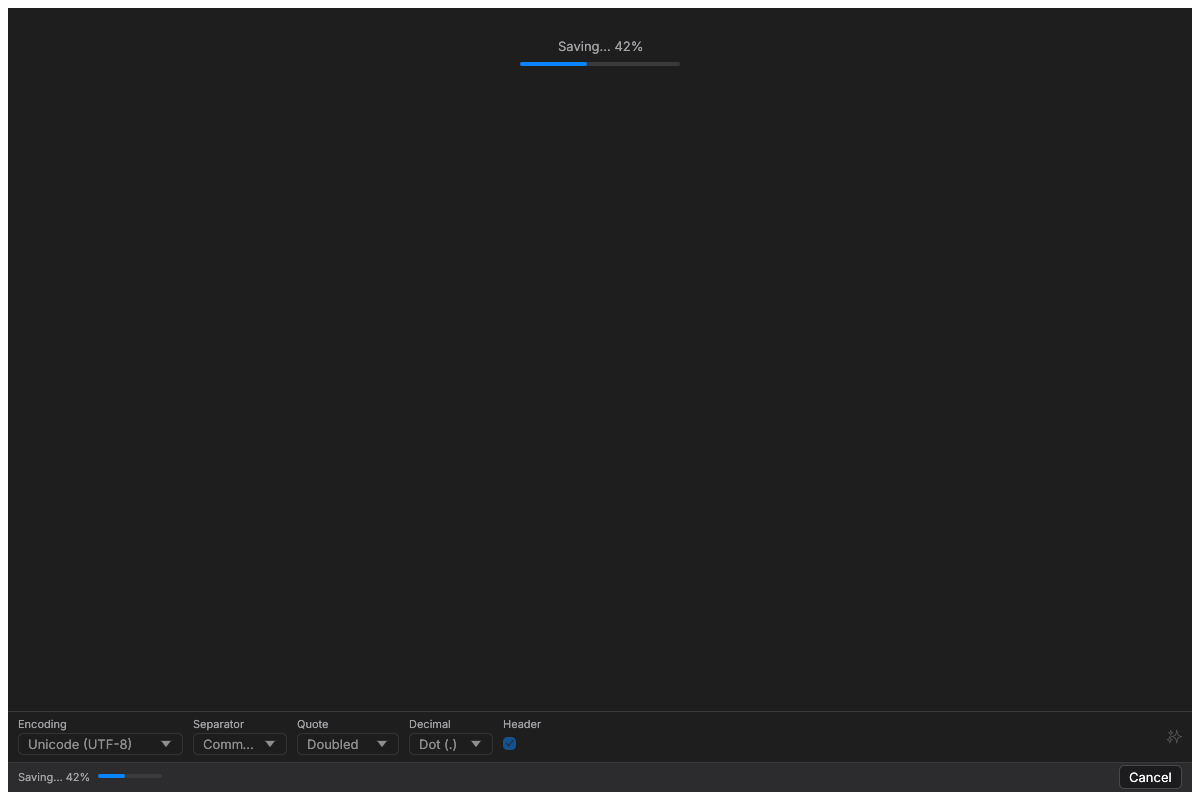 Saving... 42%
Encoding Separator Quote Decimal Header
Unicode (UTF-8) Comm... Doubled Dot (.)
Saving... 42% Cancel